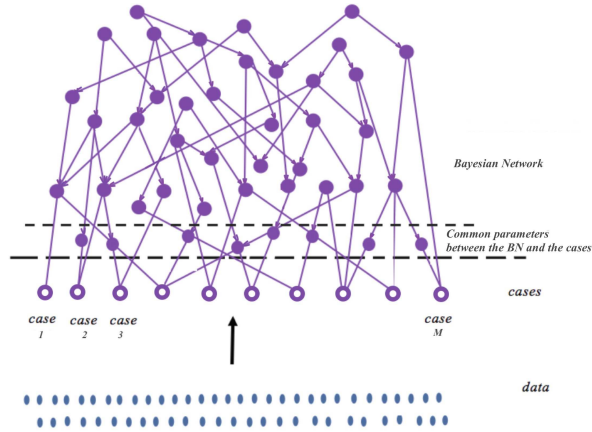 Bayesian Network
Common parameters
between the BN and the cases
cases
case case case case
1 2 3 M
data